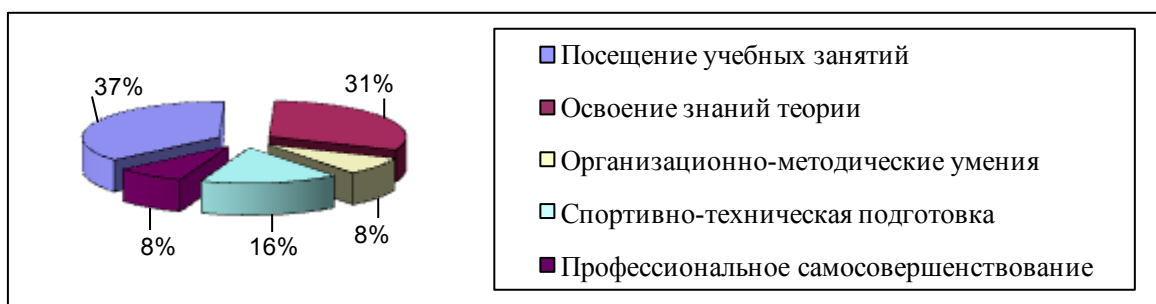 37%
31%
8%
16%
8%
Посещение учебных занятий
Освоение знаний теории
Организационно-методические умения
Спортивно-техническая подготовка
Профессиональное самосовершенствование